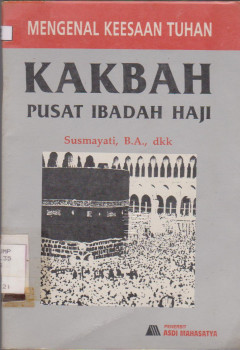 MENGENAL KEESAAN TUHAN
KAKBAH
PUSAT IBADAH HAJI
Susmayati, B.A., dkk
PENERBIT
ASDI MAHASATYA